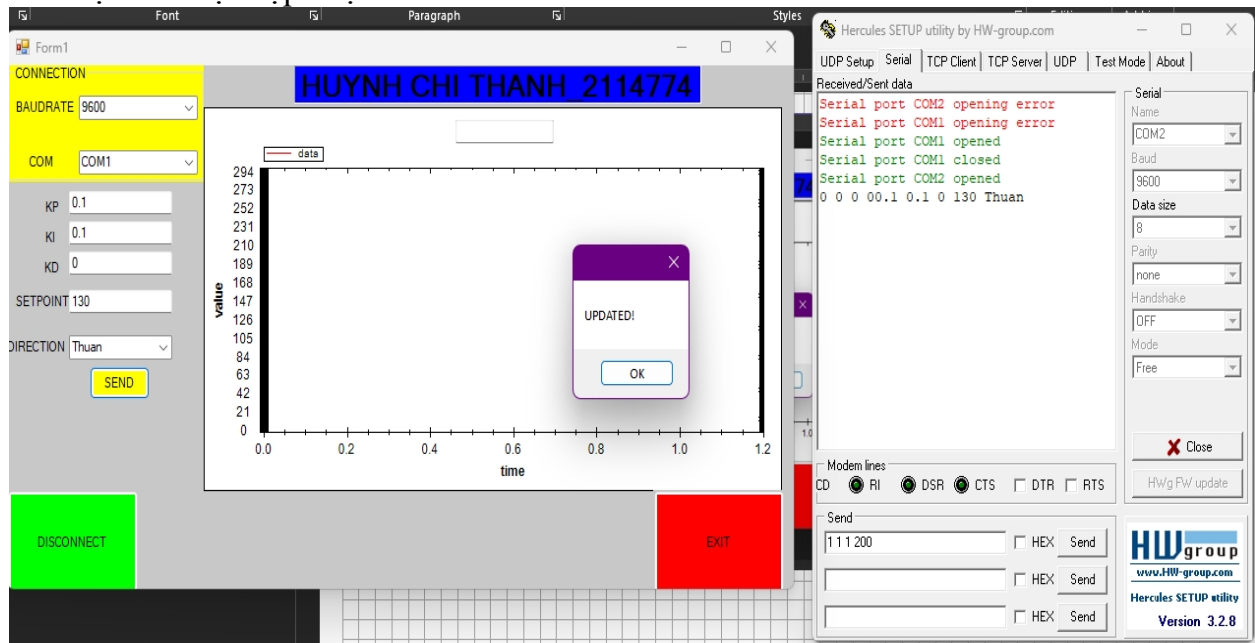 Font
Paragraph
Styles
Form1
CONNECTION
BAUDRATE 9600
COM COM1
KP 0.1
KI 0.1
KD 0
SETPOINT 130
DIRECTION Thuan
SEND
DISCONNECT
HUYNH CHI THANH_2114774
data
294
273
252
231
210
189
168
147
126
105
84
63
42
21
0
value
0.0 0.2 0.4 0.6 0.8 1.0 1.2
time
UPDATED!
OK
EXIT
Hercules SETUP utility by HW-group.com
UDP Setup Serial TCP Client TCP Server UDP Test Mode About
Received/Sent data
Serial port COM2 opening error
Serial port COM1 opening error
Serial port COM1 opened
Serial port COM1 closed
Serial port COM2 opened
0 0 0 00.1 0.1 0 130 Thuan
Serial
Name
COM2
Baud
9600
Data size
8
Parity
none
Handshake
OFF
Mode
Free
Close
HWg FW update
Modem lines
CD RI DSR CTS DTR RTS
Send
1 1 1 200 HEX Send
HEX Send
HEX Send
HW group
www.HW-group.com
Hercules SETUP utility
Version 3.2.8